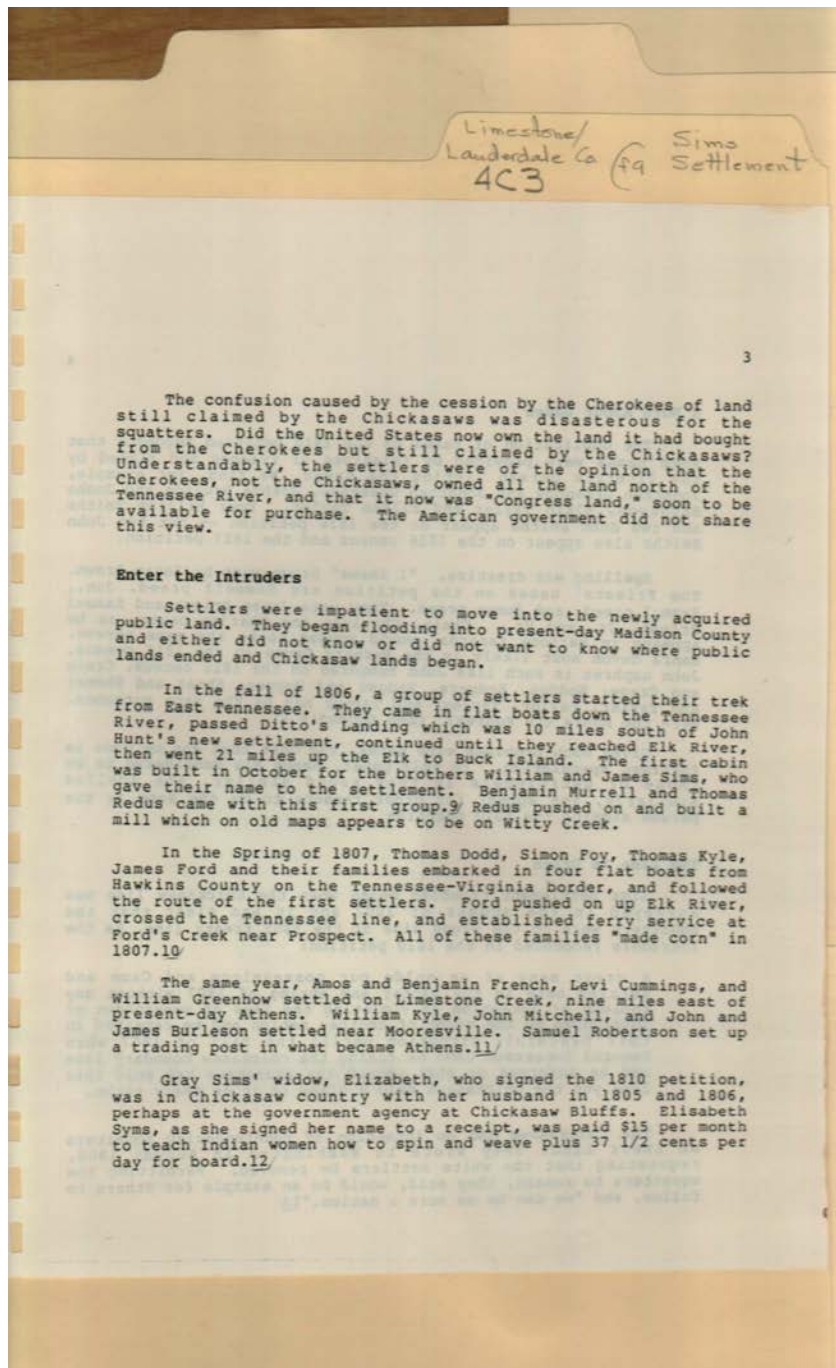 Limestone/
Lauderdale Co
4C3
Sims
Settlement
3
The confusion caused by the cession by the Cherokees of land
still claimed by the Chickasaws was disasterous for the
squatters. Did the United States now own the land it had bought
from the Cherokees but still claimed by the Chickasaws?
Understandably, the settlers were of the opinion that the
Cherokees, not the Chickasaws, owned all the land north of the
Tennessee River, and that it now was "Congress land," soon to be
available for purchase. The American government did not share
this view.
Enter the Intruders
Settlers were impatient to move into the newly acquired
public land. They began flooding into present-day Madison County
and either did not know or did not want to know where public
lands ended and Chickasaw lands began.
In the fall of 1806, a group of settlers started their trek
from East Tennessee. They came in flat boats down the Tennessee
River, passed Ditto's Landing which was 10 miles south of John
Hunt's new settlement, continued until they reached Elk River,
then went 21 miles up the Elk to Buck Island. The first cabin
was built in October for the brothers William and James Sims, who
gave their name to the settlement. Benjamin Murrell and Thomas
Redus came with this first group.9/ Redus pushed on and built a
mill which on old maps appears to be on Witty Creek.
In the Spring of 1807, Thomas Dodd, Simon Foy, Thomas Kyle,
James Ford and their families embarked in four flat boats from
Hawkins County on the Tennessee-Virginia border, and followed
the route of the first settlers. Ford pushed on up Elk River,
crossed the Tennessee line, and established ferry service at
Ford's Creek near Prospect. All of these families "made corn" in
1807.10/
The same year, Amos and Benjamin French, Levi Cummings, and
William Greenhow settled on Limestone Creek, nine miles east of
present-day Athens. William Kyle, John Mitchell, and John and
James Burleson settled near Mooresville. Samuel Robertson set up
a trading post in what became Athens.11/
Gray Sims' widow, Elizabeth, who signed the 1810 petition,
was in Chickasaw country with her husband in 1805 and 1806,
perhaps at the government agency at Chickasaw Bluffs. Elisabeth
Syms, as she signed her name to a receipt, was paid $15 per month
to teach Indian women how to spin and weave plus 37 1/2 cents per
day for board.12/